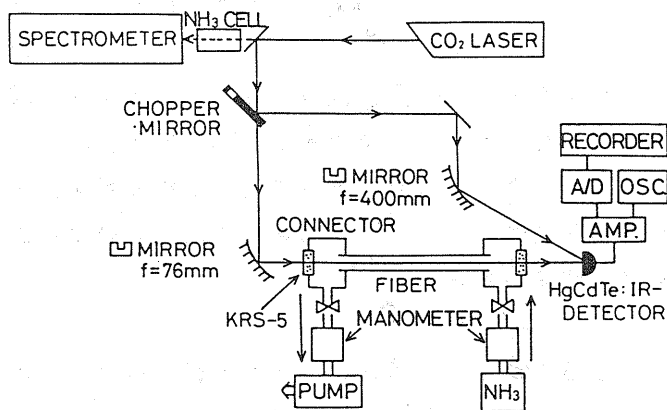 NH3 CELL
SPECTROMETER
CO2 LASER
CHOPPER
MIRROR
RECORDER
MIRROR
f=400mm
A/D
OSC.
CONNECTOR
AMP.
MIRROR
f=76mm
FIBER
HgCdTe:IR-
DETECTOR
KRS-5
MANOMETER
PUMP
NH3